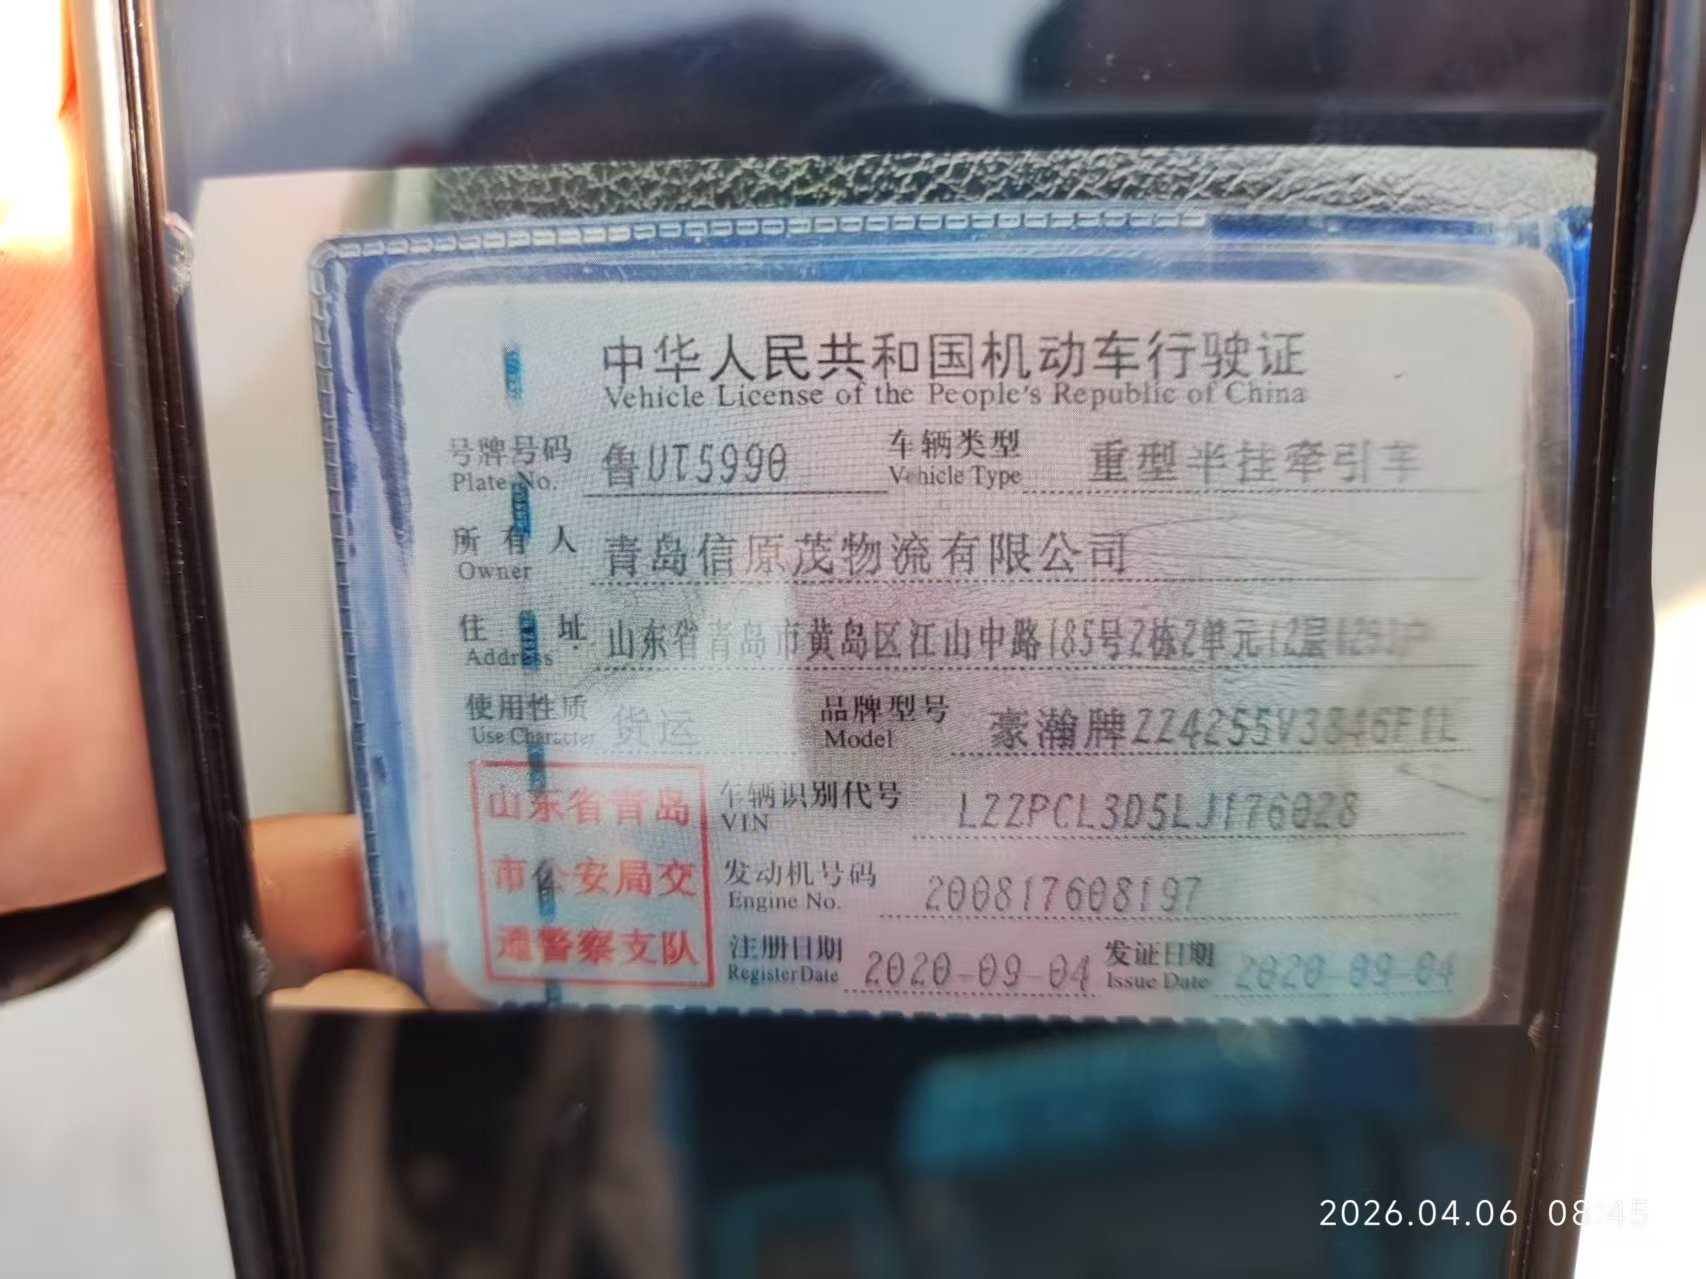 中华人民共和国机动车行驶证
Vehicle License of the People's Republic of China
号牌号码 鲁UT5990 车辆类型 重型半挂牵引车
Plate No. Vehicle Type
所有人 青岛信原茂物流有限公司
Owner
住址 山东省青岛市黄岛区江山中路185号2栋2单元12层
Address
使用性质 货运 品牌型号 豪瀚牌ZZ4255V3846F1L
Use Character Model
山东省青岛
市公安局交
通警察支队
车辆识别代号 LZZPCL3D5LJ176028
VIN
发动机号码 200817608197
Engine No.
注册日期 2020-09-04 发证日期 2020-09-04
Register Date Issue Date
2026.04.06 08:45